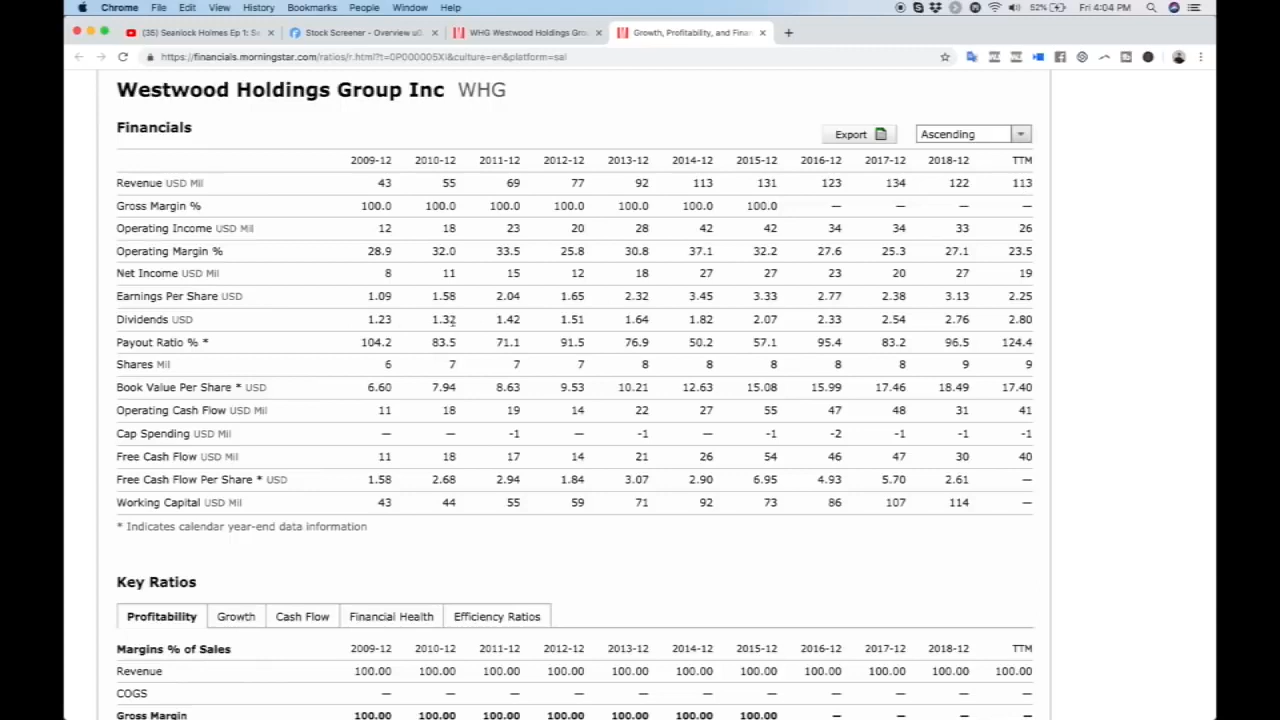 Chrome File Edit View History Bookmarks People Window Help 52% Fri 4:04 PM
(35) Seanlock Holmes Ep 1: Se Stock Screener - Overview WHG Westwood Holdings Grou Growth, Profitability, and Finan
https://financials.morningstar.com/ratios/r.html?t=0P000005XI&culture=en&platform=sal
Westwood Holdings Group Inc WHG
Financials
Export Ascending
2009-12 2010-12 2011-12 2012-12 2013-12 2014-12 2015-12 2016-12 2017-12 2018-12 TTM
Revenue USD Mil 43 55 69 77 92 113 131 123 134 122 113
Gross Margin % 100.0 100.0 100.0 100.0 100.0 100.0 100.0 — — — —
Operating Income USD Mil 12 18 23 20 28 42 42 34 34 33 26
Operating Margin % 28.9 32.0 33.5 25.8 30.8 37.1 32.2 27.6 25.3 27.1 23.5
Net Income USD Mil 8 11 15 12 18 27 27 23 20 27 19
Earnings Per Share USD 1.09 1.58 2.04 1.65 2.32 3.45 3.33 2.77 2.38 3.13 2.25
Dividends USD 1.23 1.32 1.42 1.51 1.64 1.82 2.07 2.33 2.54 2.76 2.80
Payout Ratio % * 104.2 83.5 71.1 91.5 76.9 50.2 57.1 95.4 83.2 96.5 124.4
Shares Mil 6 7 7 7 8 8 8 8 8 9 9
Book Value Per Share * USD 6.60 7.94 8.63 9.53 10.21 12.63 15.08 15.99 17.46 18.49 17.40
Operating Cash Flow USD Mil 11 18 19 14 22 27 55 47 48 31 41
Cap Spending USD Mil — — -1 — -1 — -1 -2 -1 -1 -1
Free Cash Flow USD Mil 11 18 17 14 21 26 54 46 47 30 40
Free Cash Flow Per Share * USD 1.58 2.68 2.94 1.84 3.07 2.90 6.95 4.93 5.70 2.61 —
Working Capital USD Mil 43 44 55 59 71 92 73 86 107 114 —
* Indicates calendar year-end data information
Key Ratios
Profitability Growth Cash Flow Financial Health Efficiency Ratios
Margins % of Sales 2009-12 2010-12 2011-12 2012-12 2013-12 2014-12 2015-12 2016-12 2017-12 2018-12 TTM
Revenue 100.00 100.00 100.00 100.00 100.00 100.00 100.00 100.00 100.00 100.00 100.00
COGS — — — — — — — — — — —
Gross Margin 100.00 100.00 100.00 100.00 100.00 100.00 100.00 — — — —